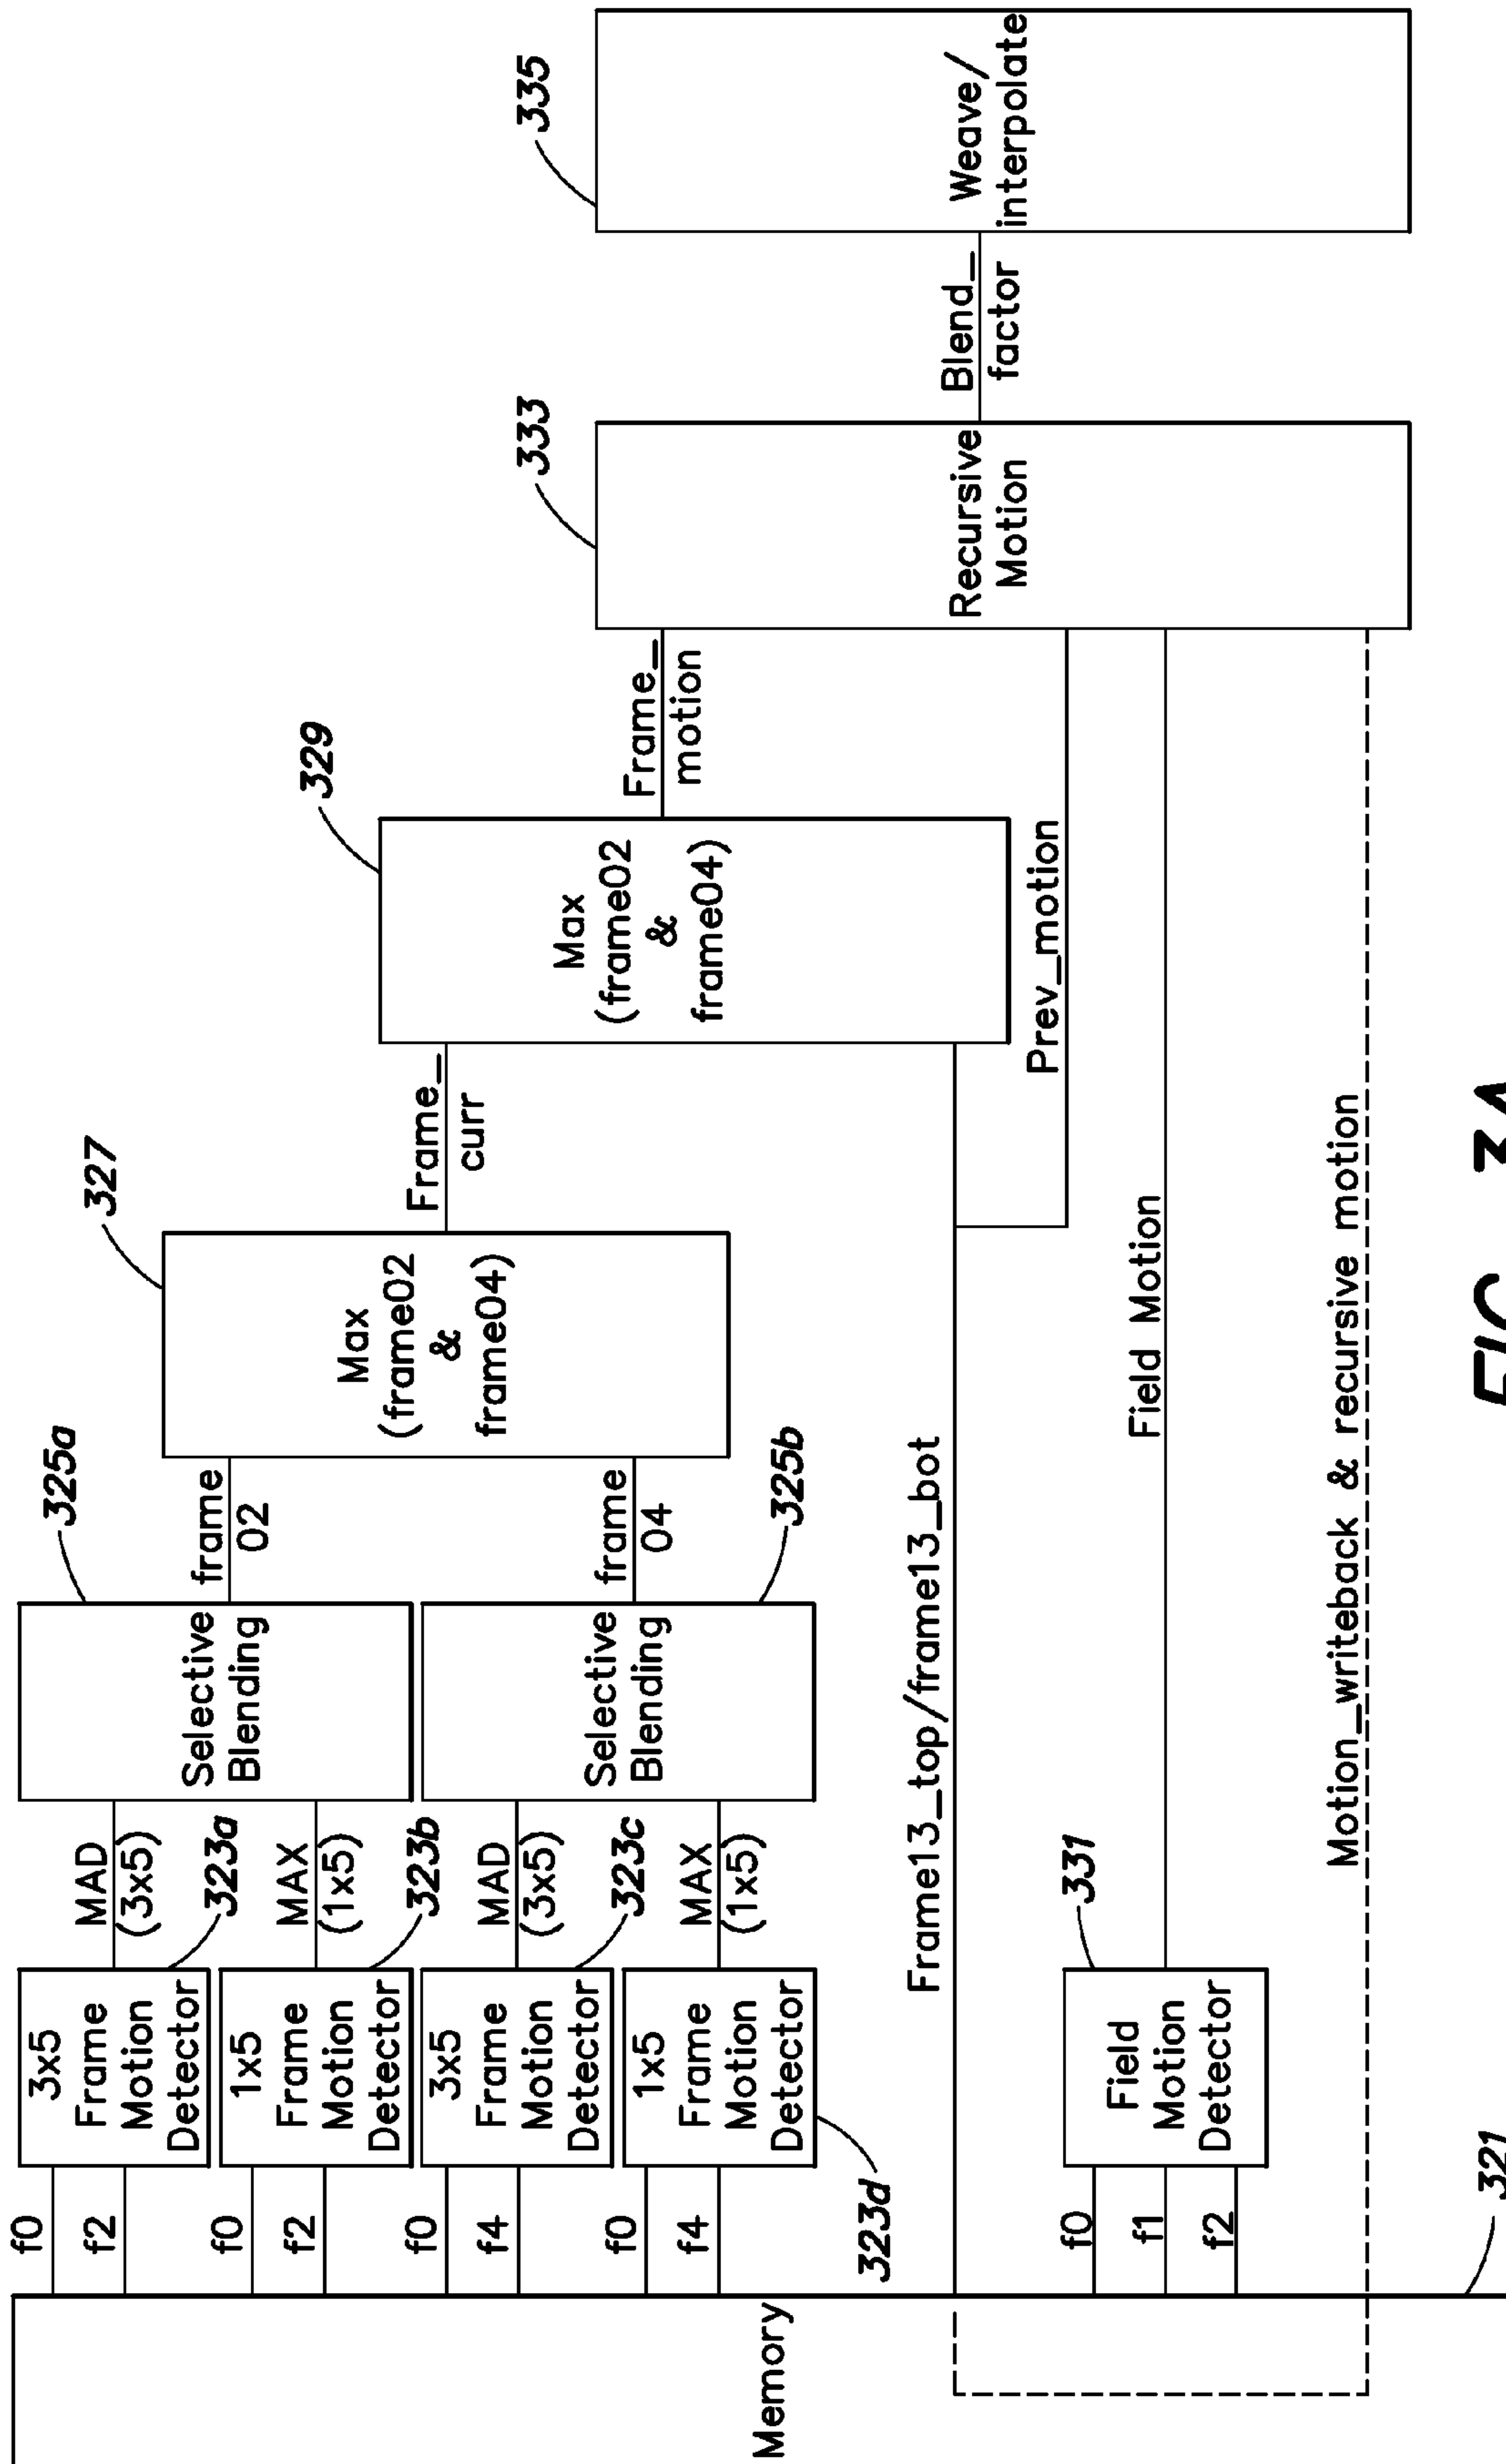 Memory
321
f0
f2
f0
f2
f0
f4
f0
f4
323d
f0
f1
f2
3x5
Frame
Motion
Detector
1x5
Frame
Motion
Detector
3x5
Frame
Motion
Detector
1x5
Frame
Motion
Detector
Field
Motion
Detector
331
MAD
(3x5)
323a
MAX
(1x5)
323b
MAD
(3x5)
323c
MAX
(1x5)
Selective
Blending
325a
Selective
Blending
325b
frame
02
frame
04
Frame13_top/frame13_bot
Max
(frame02
&
frame04)
327
Frame_
curr
Field Motion
Motion_writeback & recursive motion
Max
(frame02
&
frame04)
329
Prev_motion
Frame_
motion
Recursive
Motion
333
Blend_
factor
Weave/
interpolate
335
FIG. 3A